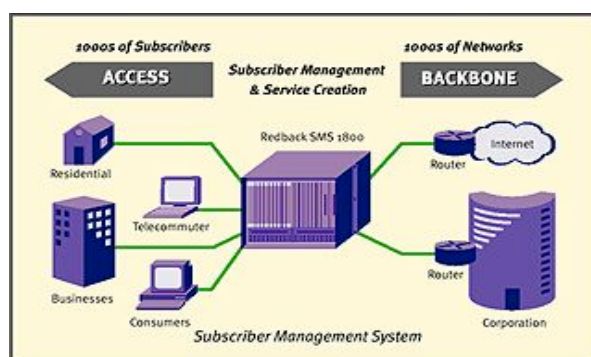 1000s of Subscribers
1000s of Networks
ACCESS
Subscriber Management
& Service Creation
BACKBONE
Redback SMS 1800
Residential
Router
Internet
Telecommuter
Businesses
Router
Consumers
Corporation
Subscriber Management System